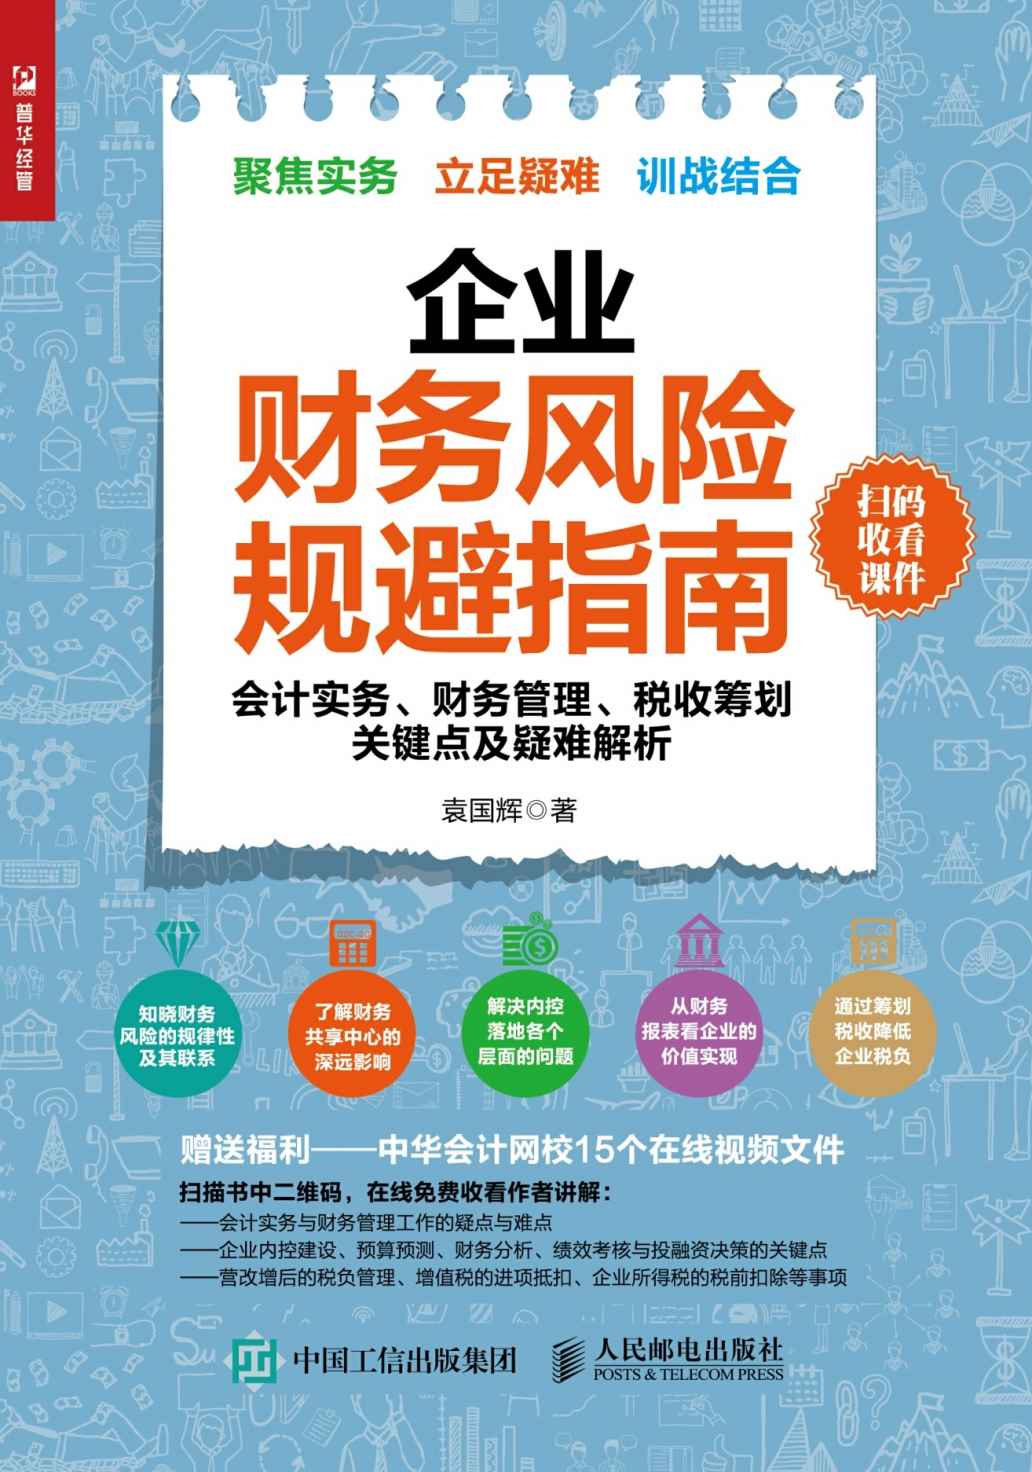 BOOKS
普华经管
聚焦实务 立足疑难 训战结合
企业
财务风险
规避指南
扫码
收看
课件
会计实务、财务管理、税收筹划
关键点及疑难解析
袁国辉◎著
知晓财务
风险的规律性
及其联系
了解财务
共享中心的
深远影响
解决内控
落地各个
层面的问题
从财务
报表看企业的
价值实现
通过筹划
税收降低
企业税负
赠送福利——中华会计网校15个在线视频文件
扫描书中二维码，在线免费收看作者讲解：
——会计实务与财务管理工作的疑点与难点
——企业内控建设、预算预测、财务分析、绩效考核与投融资决策的关键点
——营改增后的税负管理、增值税的进项抵扣、企业所得税的税前扣除等事项
中国工信出版集团
人民邮电出版社
POSTS & TELECOM PRESS